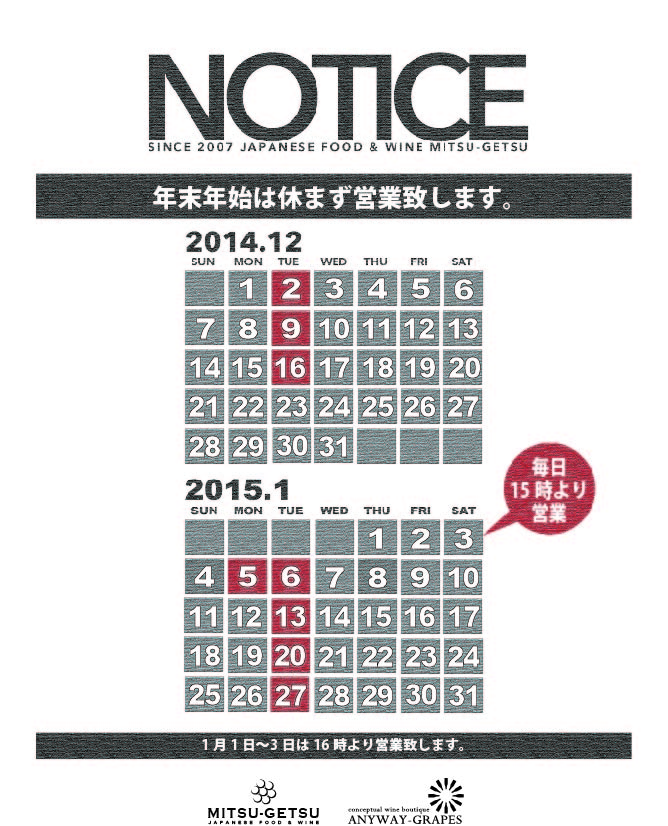 NOTICE
SINCE 2007 JAPANESE FOOD & WINE MITSU-GETSU
年末年始は休まず営業致します。
2014.12
SUN MON TUE WED THU FRI SAT
1 2 3 4 5 6
7 8 9 10 11 12 13
14 15 16 17 18 19 20
21 22 23 24 25 26 27
28 29 30 31
毎日
15時より
営業
2015.1
SUN MON TUE WED THU FRI SAT
1 2 3
4 5 6 7 8 9 10
11 12 13 14 15 16 17
18 19 20 21 22 23 24
25 26 27 28 29 30 31
1月1日〜3日は16時より営業致します。
MITSU-GETSU
JAPANESE FOOD & WINE
conceptual wine boutique
ANYWAY-GRAPES